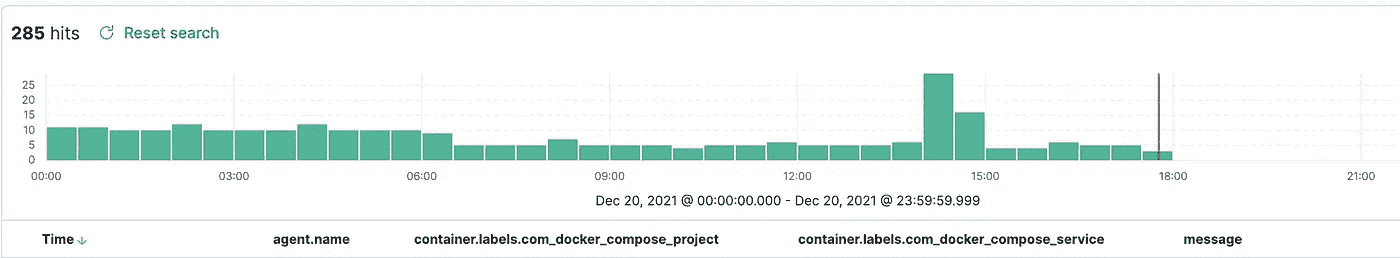 285 hits Reset search
25
20
15
10
5
0
00:00 03:00 06:00 09:00 12:00 15:00 18:00 21:00
Dec 20, 2021 @ 00:00:00.000 - Dec 20, 2021 @ 23:59:59.999
Time agent.name container.labels.com_docker_compose_project container.labels.com_docker_compose_service message